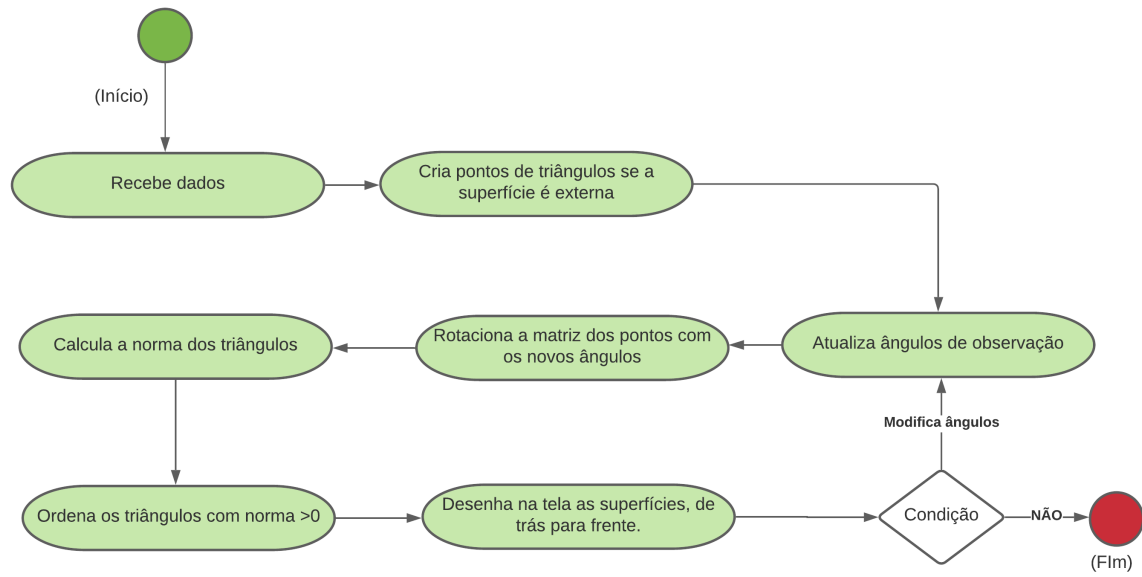 (Início)
Recebe dados
Cria pontos de triângulos se a
superfície é externa
Atualiza ângulos de observação
Rotaciona a matriz dos pontos com
os novos ângulos
Calcula a norma dos triângulos
Ordena os triângulos com norma >0
Desenha na tela as superfícies, de
trás para frente.
Condição
Modifica ângulos
NÃO
(FIm)